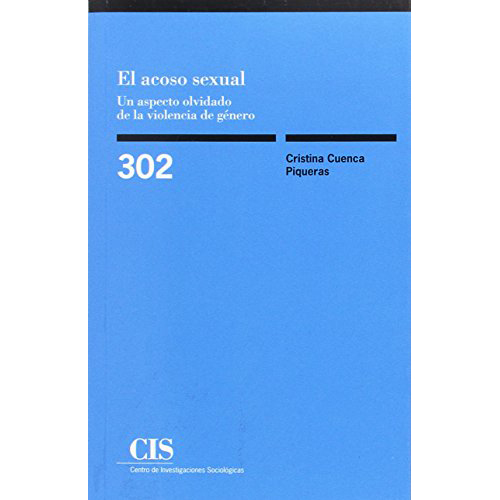 El acoso sexual
Un aspecto olvidado
de la violencia de género
302
Cristina Cuenca
Piqueras
CIS
Centro de Investigaciones Sociológicas